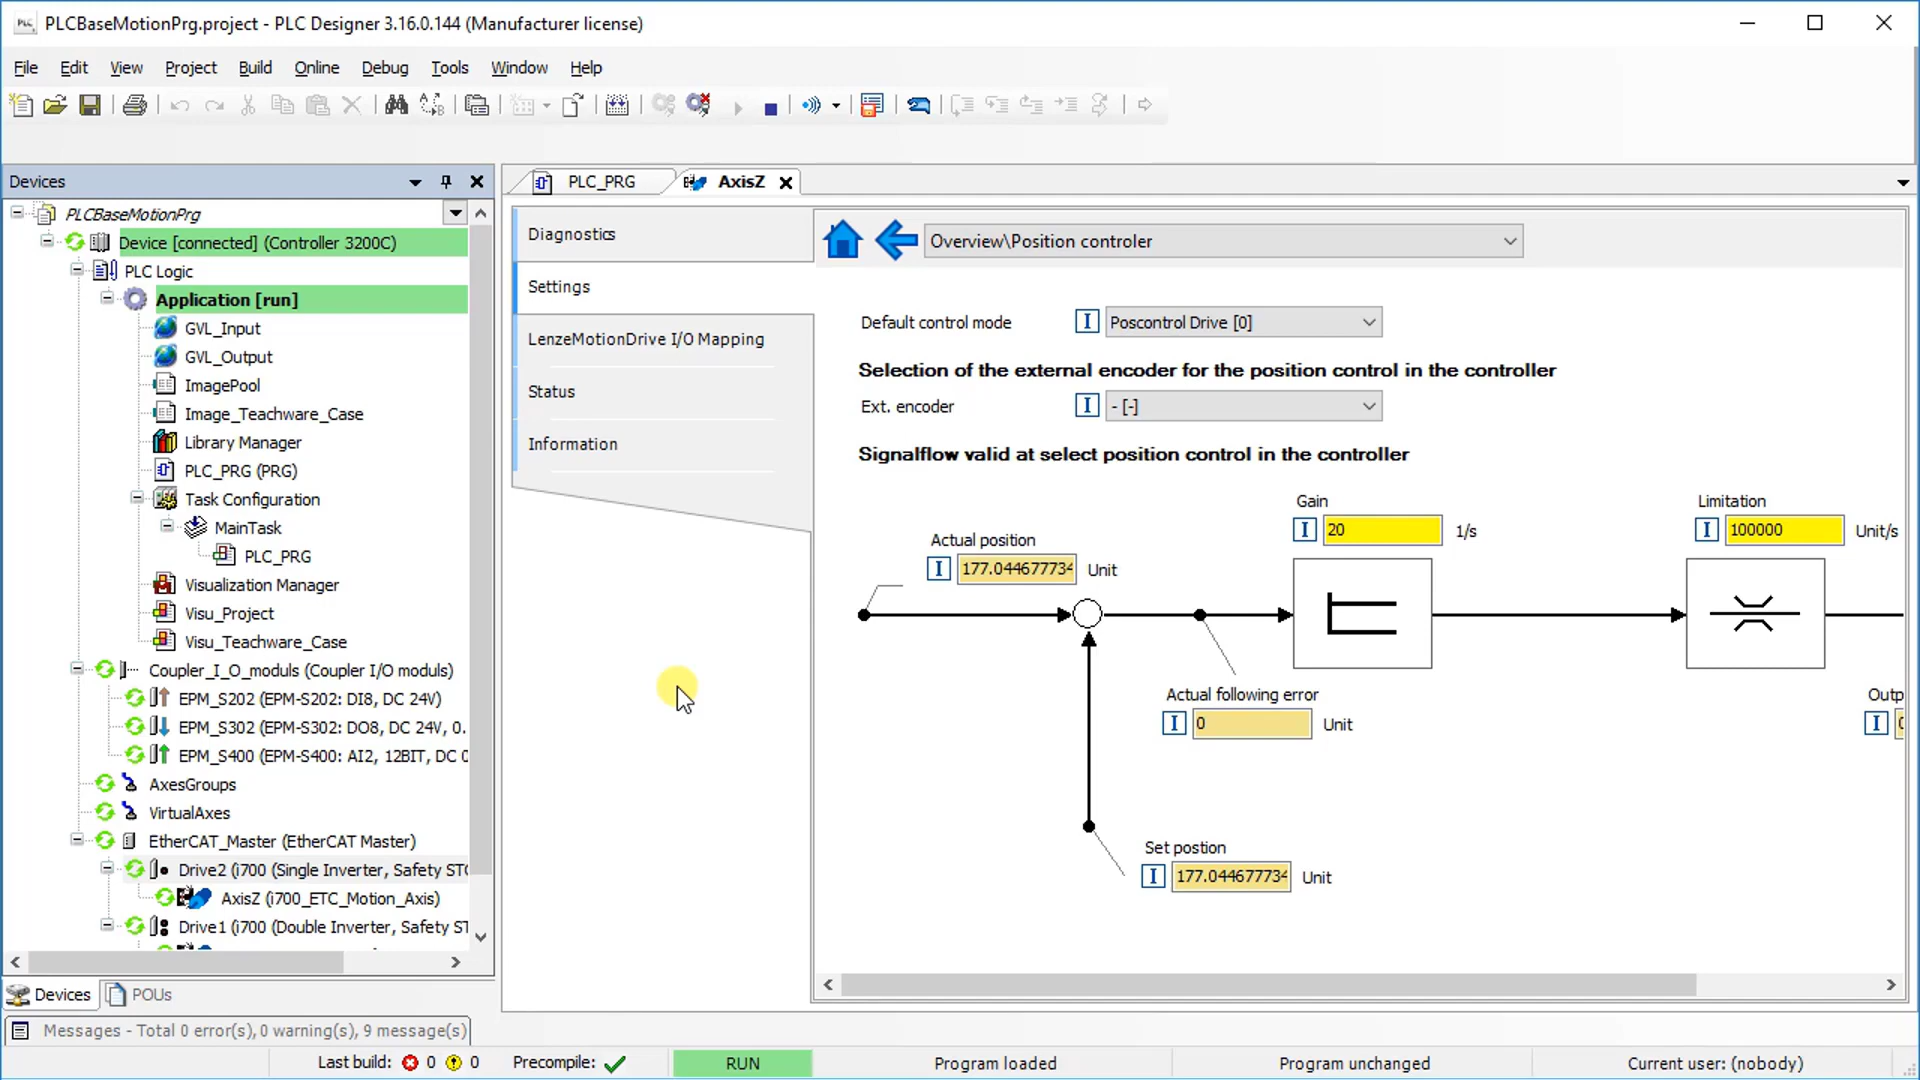 PLCBaseMotionPrg.project - PLC Designer 3.16.0.144 (Manufacturer license)
File Edit View Project Build Online Debug Tools Window Help
Devices
PLC_PRG AxisZ
PLCBaseMotionPrg
Device [connected] (Controller 3200C)
PLC Logic
Application [run]
GVL_Input
GVL_Output
ImagePool
Image_Teachware_Case
Library Manager
PLC_PRG (PRG)
Task Configuration
MainTask
PLC_PRG
Visualization Manager
Visu_Project
Visu_Teachware_Case
Coupler_I_O_moduls (Coupler I/O moduls)
EPM_S202 (EPM-S202: DI8, DC 24V)
EPM_S302 (EPM-S302: DO8, DC 24V, 0.
EPM_S400 (EPM-S400: AI2, 12BIT, DC
AxesGroups
VirtualAxes
EtherCAT_Master (EtherCAT Master)
Drive2 (i700 (Single Inverter, Safety STO
AxisZ (i700_ETC_Motion_Axis)
Drive1 (i700 (Double Inverter, Safety ST
Devices POUs
Diagnostics
Settings
LenzeMotionDrive I/O Mapping
Status
Information
Overview\Position controler
Default control mode I Poscontrol Drive [0]
Selection of the external encoder for the position control in the controller
Ext. encoder I - [-]
Signalflow valid at select position control in the controller
Gain
I 20 1/s
Limitation
I 100000 Unit/s
Actual position
I 177.044677734 Unit
Actual following error
I 0 Unit
Outp
I
Set postion
I 177.044677734 Unit
Messages - Total 0 error(s), 0 warning(s), 9 message(s)
Last build: 0 0 Precompile: RUN Program loaded Program unchanged Current user: (nobody)